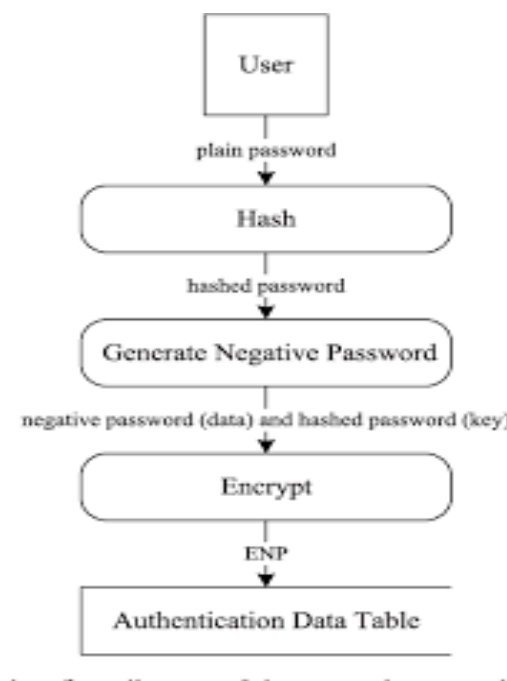 User
plain password
Hash
hashed password
Generate Negative Password
negative password (data) and hashed password (key)
Encrypt
ENP
Authentication Data Table